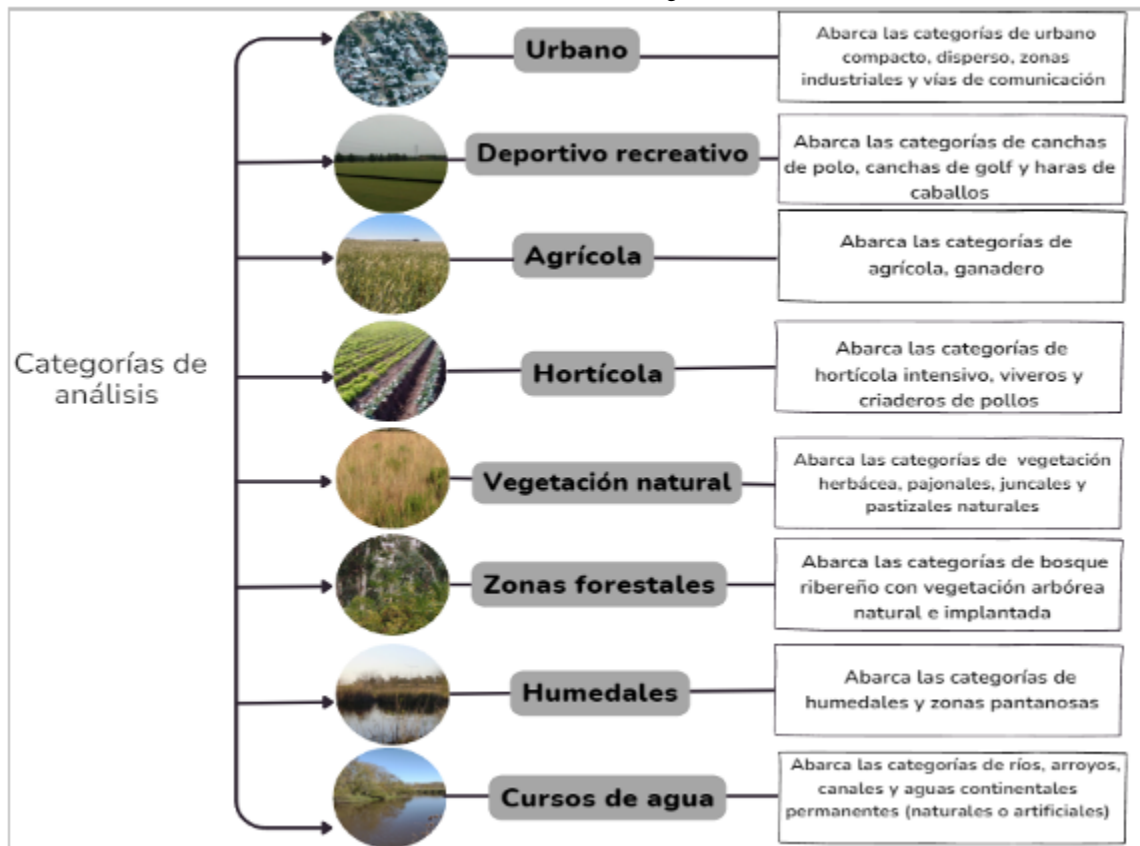 Categorías de
análisis
Urbano
Abarca las categorías de urbano
compacto, disperso, zonas
industriales y vías de comunicación
Deportivo recreativo
Abarca las categorías de canchas
de polo, canchas de golf y haras de
caballos
Agrícola
Abarca las categorías de
agrícola, ganadero
Hortícola
Abarca las categorías de
hortícola intensivo, viveros y
criaderos de pollos
Vegetación natural
Abarca las categorías de vegetación
herbácea, pajonales, juncales y
pastizales naturales
Zonas forestales
Abarca las categorías de bosque
ribereño con vegetación arbórea
natural e implantada
Humedales
Abarca las categorías de
humedales y zonas pantanosas
Cursos de agua
Abarca las categorías de ríos, arroyos,
canales y aguas continentales
permanentes (naturales o artificiales)